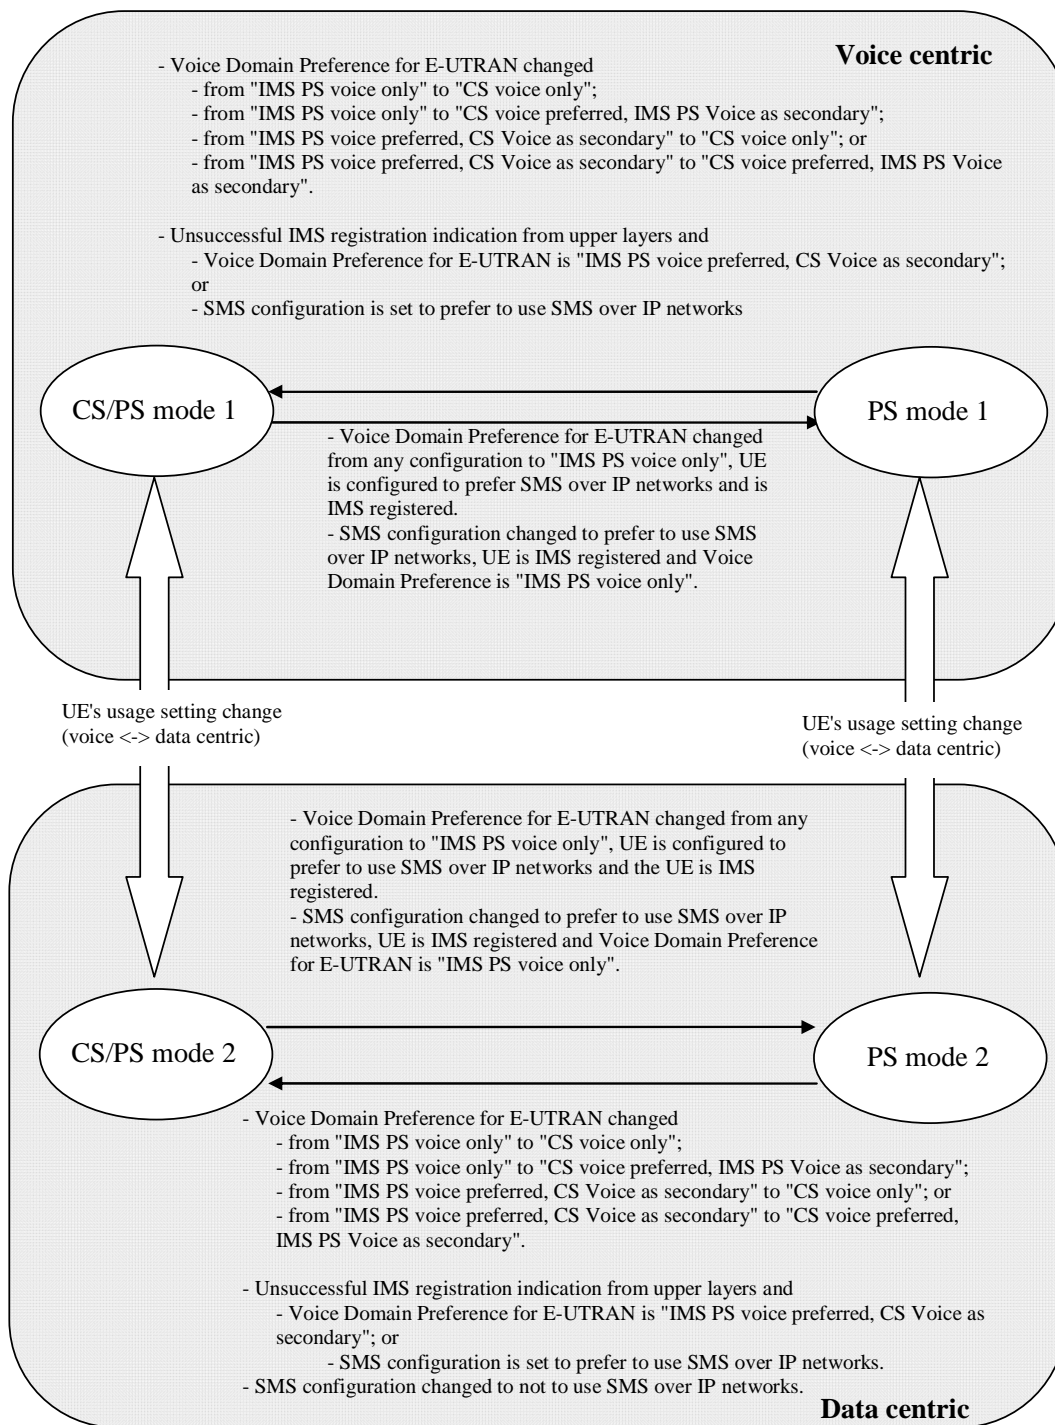 Voice centric
- Voice Domain Preference for E-UTRAN changed
- from "IMS PS voice only" to "CS voice only";
- from "IMS PS voice only" to "CS voice preferred, IMS PS Voice as secondary";
- from "IMS PS voice preferred, CS Voice as secondary" to "CS voice only"; or
- from "IMS PS voice preferred, CS Voice as secondary" to "CS voice preferred, IMS PS Voice
as secondary".
- Unsuccessful IMS registration indication from upper layers and
- Voice Domain Preference for E-UTRAN is "IMS PS voice preferred, CS Voice as secondary";
or
- SMS configuration is set to prefer to use SMS over IP networks
CS/PS mode 1
PS mode 1
- Voice Domain Preference for E-UTRAN changed
from any configuration to "IMS PS voice only", UE
is configured to prefer SMS over IP networks and is
IMS registered.
- SMS configuration changed to prefer to use SMS
over IP networks, UE is IMS registered and Voice
Domain Preference is "IMS PS voice only".
UE's usage setting change
(voice <-> data centric)
UE's usage setting change
(voice <-> data centric)
- Voice Domain Preference for E-UTRAN changed from any
configuration to "IMS PS voice only", UE is configured to
prefer to use SMS over IP networks and the UE is IMS
registered.
- SMS configuration changed to prefer to use SMS over IP
networks, UE is IMS registered and Voice Domain Preference
for E-UTRAN is "IMS PS voice only".
CS/PS mode 2
PS mode 2
- Voice Domain Preference for E-UTRAN changed
- from "IMS PS voice only" to "CS voice only";
- from "IMS PS voice only" to "CS voice preferred, IMS PS Voice as secondary";
- from "IMS PS voice preferred, CS Voice as secondary" to "CS voice only"; or
- from "IMS PS voice preferred, CS Voice as secondary" to "CS voice preferred,
IMS PS Voice as secondary".
- Unsuccessful IMS registration indication from upper layers and
- Voice Domain Preference for E-UTRAN is "IMS PS voice preferred, CS Voice as
secondary"; or
- SMS configuration is set to prefer to use SMS over IP networks.
- SMS configuration changed to not to use SMS over IP networks.
Data centric